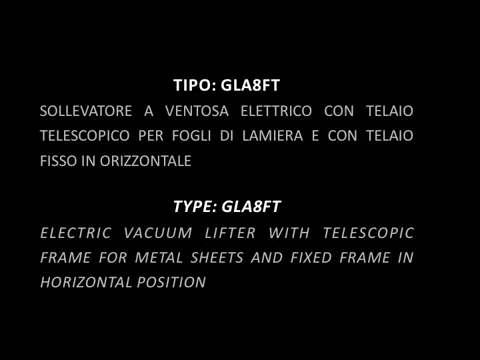 TIPO: GLA8FT
SOLLEVATORE A VENTOSA ELETTRICO CON TELAIO
TELESCOPICO PER FOGLI DI LAMIERA E CON TELAIO
FISSO IN ORIZZONTALE
TYPE: GLA8FT
ELECTRIC VACUUM LIFTER WITH TELESCOPIC
FRAME FOR METAL SHEETS AND FIXED FRAME IN
HORIZONTAL POSITION